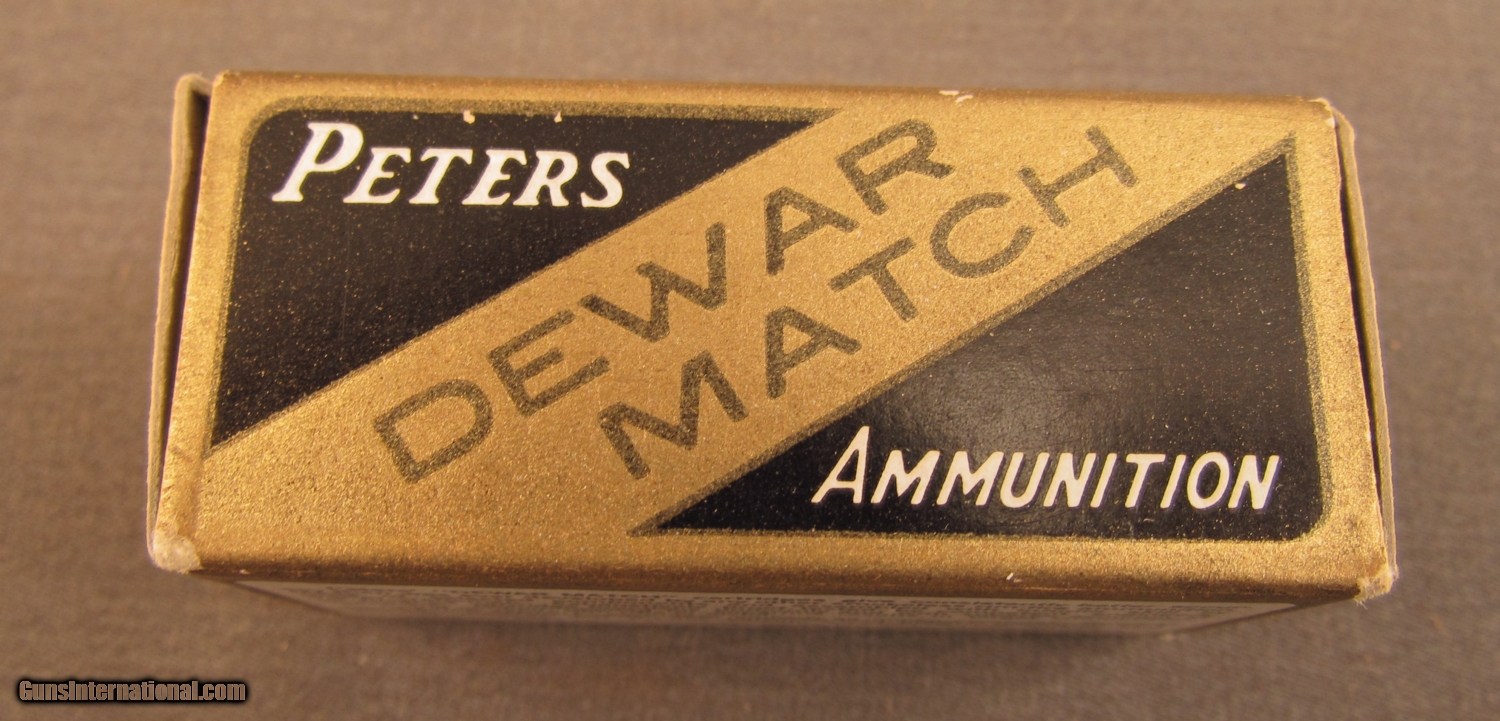 PETERS
DEWAR
MATCH
AMMUNITION
GunsInternational.com